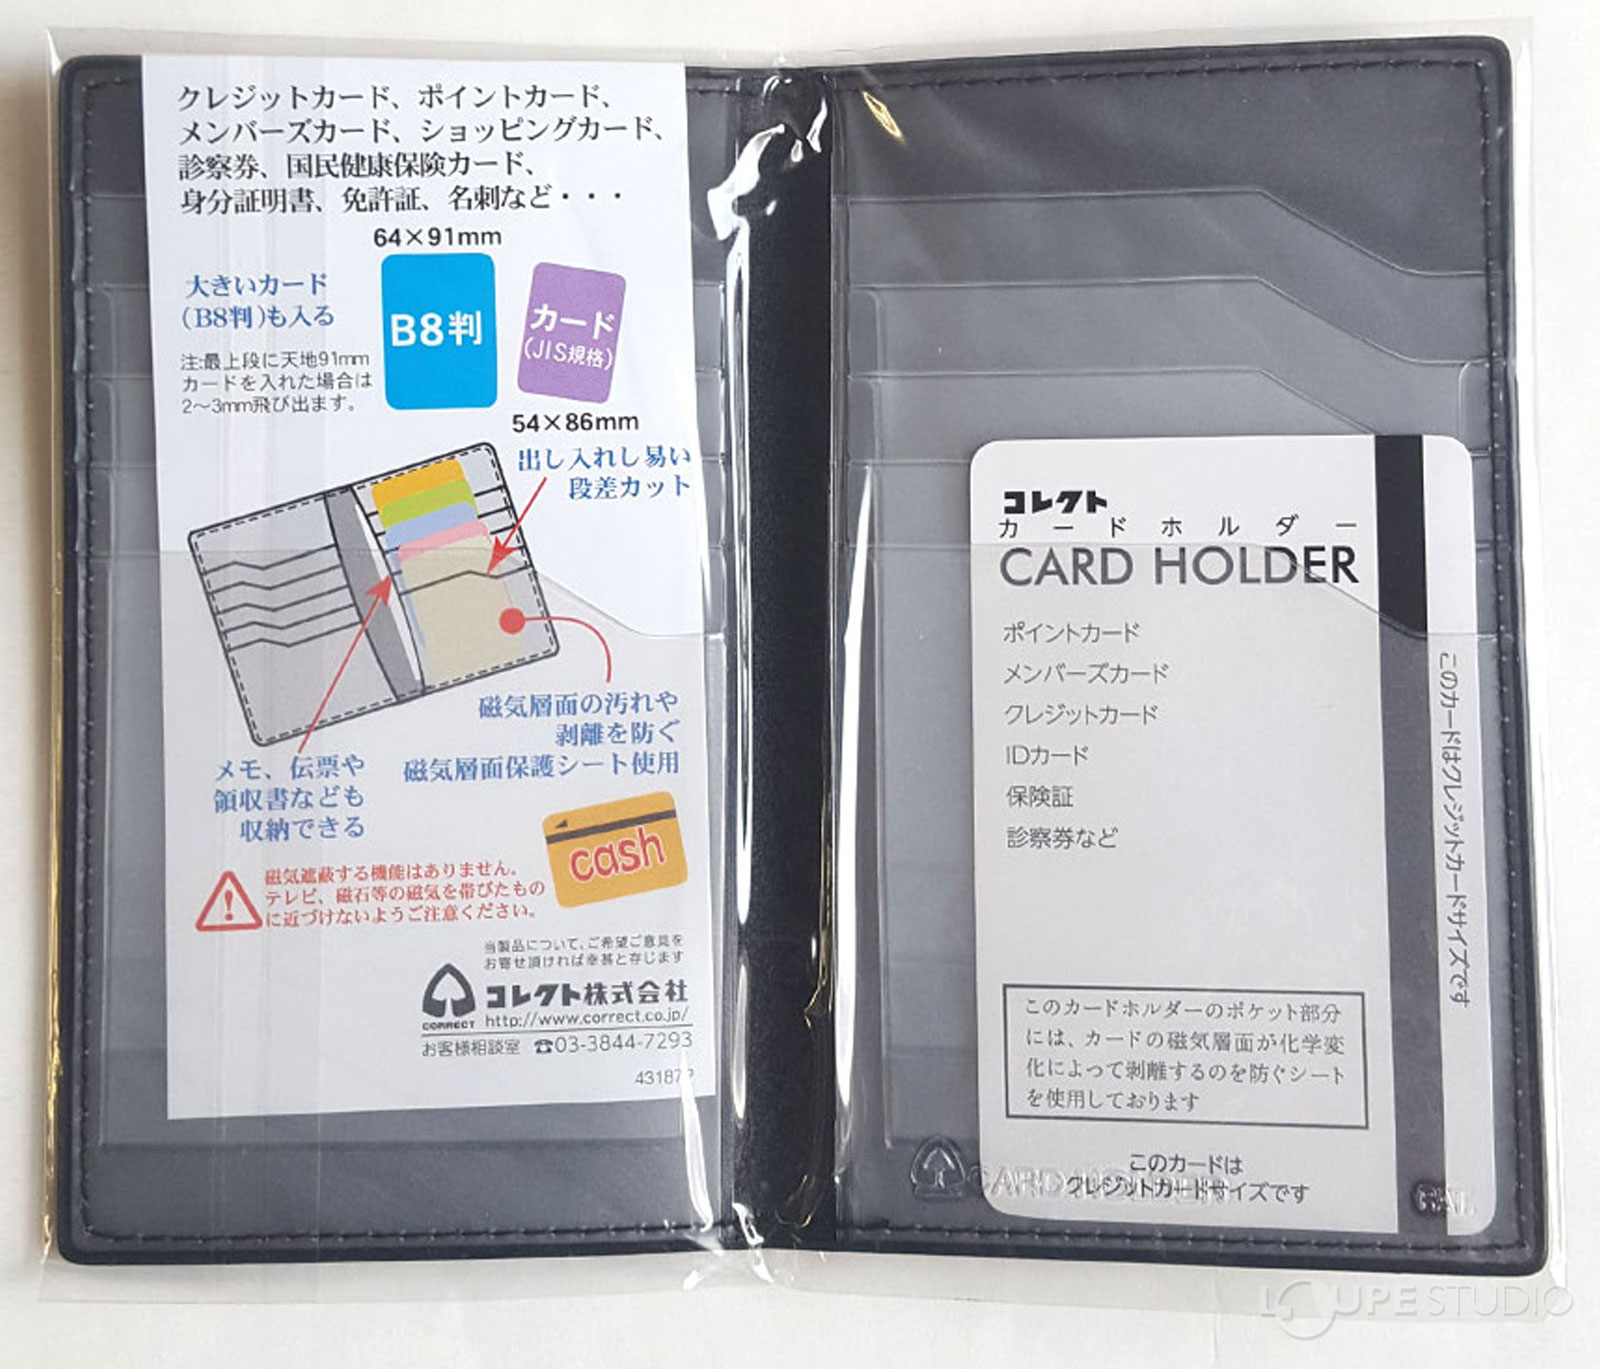 クレジットカード、ポイントカード、
メンバーズカード、ショッピングカード、
診察券、国民健康保険カード、
身分証明書、免許証、名刺など・・・
64×91mm
大きいカード
(B8判)も入る
B8判
カード
(JIS規格)
注:最上段に天地91mm
カードを入れた場合は
2〜3mm飛び出ます。
54×86mm
出し入れし易い
段差カット
磁気層面の汚れや
剥離を防ぐ
磁気層面保護シート使用
メモ、伝票や
領収書なども
収納できる
cash
磁気遮蔽する機能はありません。
テレビ、磁石等の磁気を帯びたもの
に近づけないようご注意ください。
当製品について、ご希望ご意見を
お寄せ頂ければ幸甚と存じます
コレクト株式会社
CORRECT http://www.correct.co.jp/
お客様相談室 ☎03-3844-7293
コレクト
カードホルダー
CARD HOLDER
ポイントカード
メンバーズカード
クレジットカード
IDカード
保険証
診察券など
このカードホルダーのポケット部分
には、カードの磁気層面が化学変
化によって剥離するのを防ぐシート
を使用しております
このカードは
クレジットカードサイズです
このカードはクレジットカードサイズです
CARD HOLDER
LOUPE STUDIO